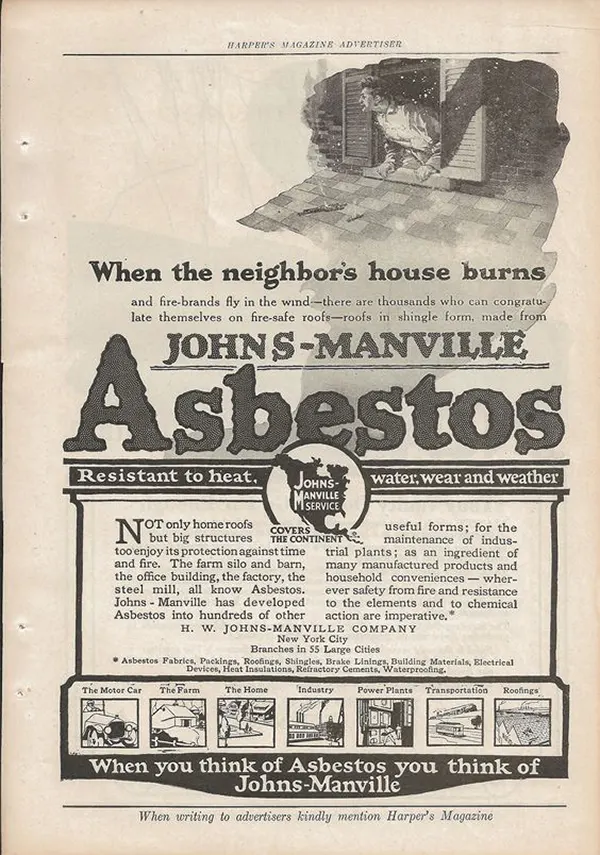 HARPER'S MAGAZINE ADVERTISER
When the neighbor's house burns
and fire-brands fly in the wind—there are thousands who can congratu-
late themselves on fire-safe roofs—roofs in shingle form, made from
JOHNS-MANVILLE
Asbestos
Resistant to heat, water, wear and weather
JOHNS-
MANVILLE
SERVICE
COVERS
THE CONTINENT
NOT only home roofs
but big structures
too enjoy its protection against time
and fire. The farm silo and barn,
the office building, the factory, the
steel mill, all know Asbestos.
Johns-Manville has developed
Asbestos into hundreds of other
useful forms; for the
maintenance of indus-
trial plants; as an ingredient of
many manufactured products and
household conveniences—wher-
ever safety from fire and resistance
to the elements and to chemical
action are imperative.*
H. W. JOHNS-MANVILLE COMPANY
New York City
Branches in 55 Large Cities
* Asbestos Fabrics, Packings, Roofings, Shingles, Brake Linings, Building Materials, Electrical
Devices, Heat Insulations, Refractory Cements, Waterproofing.
The Motor Car The Farm The Home Industry Power Plants Transportation Roofings
When you think of Asbestos you think of
Johns-Manville
When writing to advertisers kindly mention Harper's Magazine